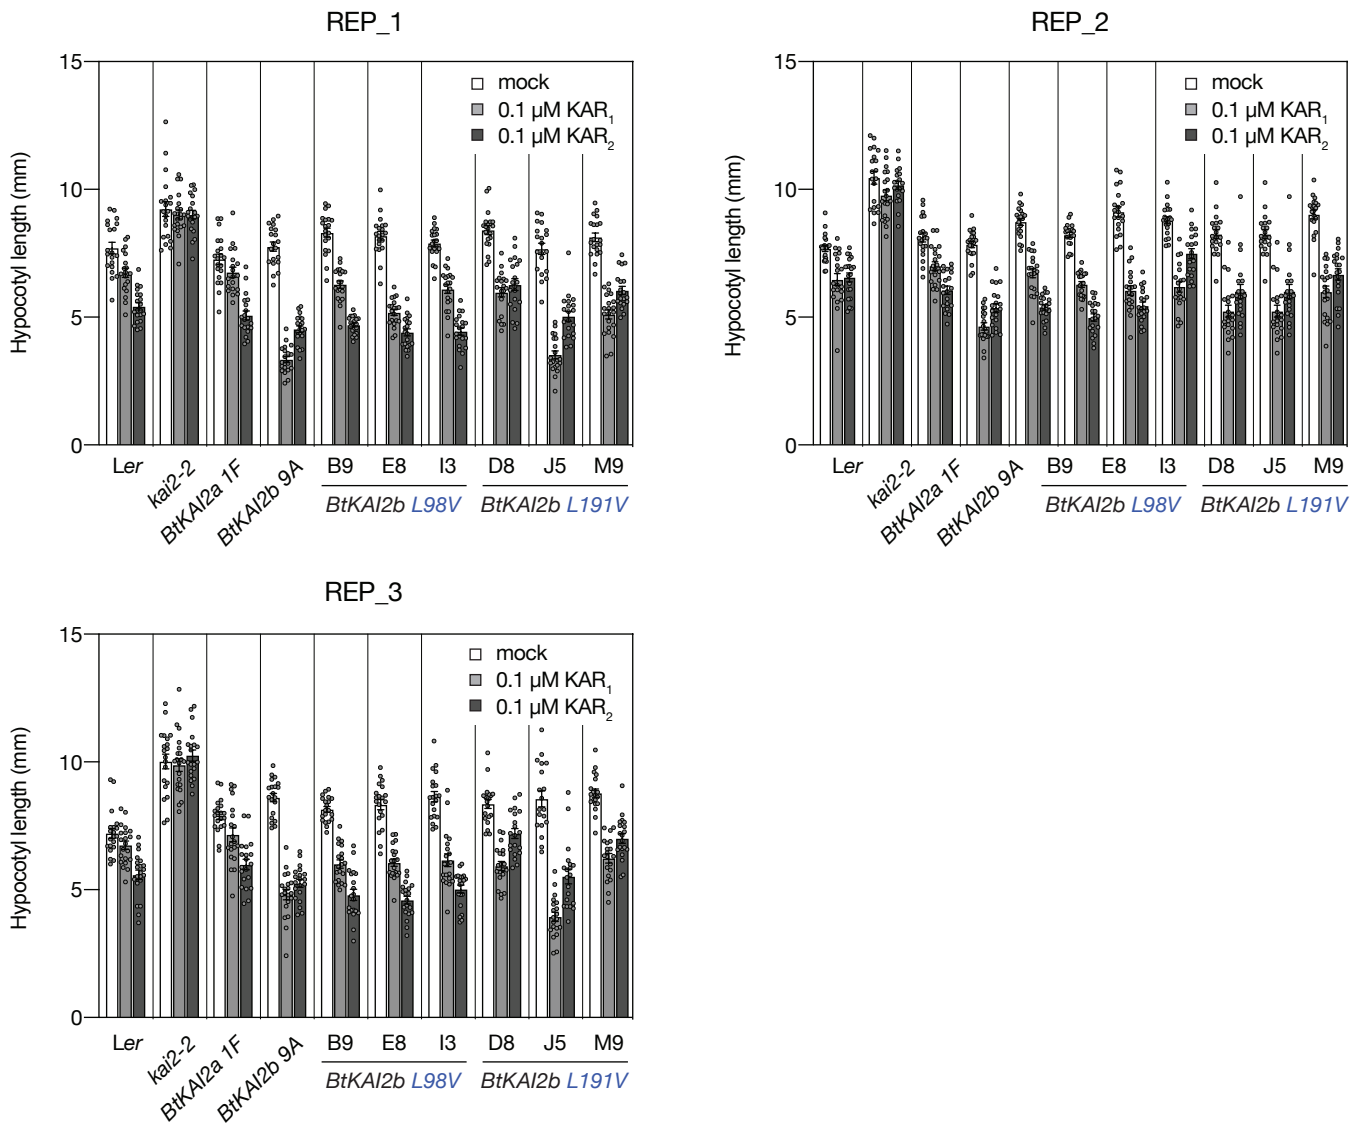 REP_1
15
10
5
0
Hypocotyl length (mm)
mock
0.1 µM KAR₁
0.1 µM KAR₂
Ler
kai2-2
BtKAI2a 1F
BtKAI2b 9A
B9 E8 I3
D8 J5 M9
BtKAI2b L98V
BtKAI2b L191V
REP_2
15
10
5
0
Hypocotyl length (mm)
mock
0.1 µM KAR₁
0.1 µM KAR₂
Ler
kai2-2
BtKAI2a 1F
BtKAI2b 9A
B9 E8 I3
D8 J5 M9
BtKAI2b L98V
BtKAI2b L191V
REP_3
15
10
5
0
Hypocotyl length (mm)
mock
0.1 µM KAR₁
0.1 µM KAR₂
Ler
kai2-2
BtKAI2a 1F
BtKAI2b 9A
B9 E8 I3
D8 J5 M9
BtKAI2b L98V
BtKAI2b L191V